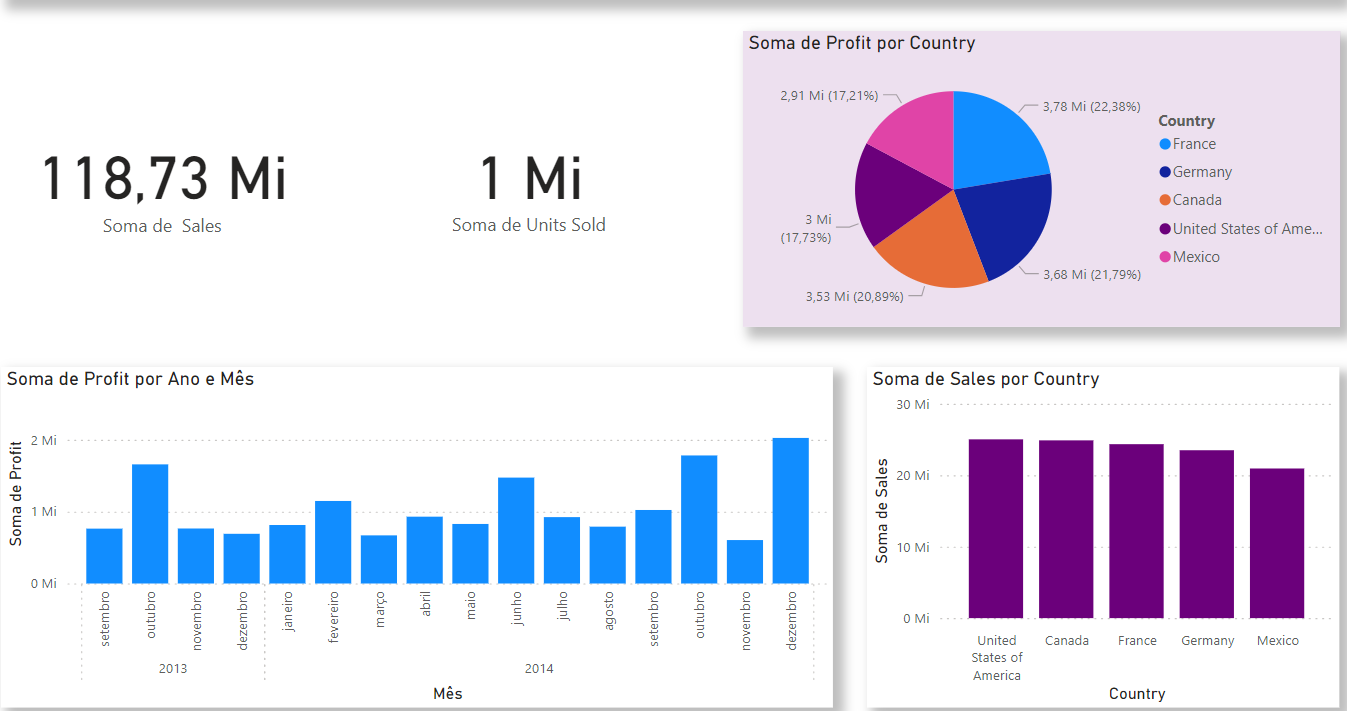 118,73 Mi
Soma de  Sales
1 Mi
Soma de Units Sold
Soma de Profit por Country
2,91 Mi (17,21%)
3,78 Mi (22,38%)
3 Mi
(17,73%)
3,68 Mi (21,79%)
3,53 Mi (20,89%)
Country
France
Germany
Canada
United States of Ame...
Mexico
Soma de Profit por Ano e Mês
Soma de Profit
2 Mi
1 Mi
0 Mi
setembro
outubro
novembro
dezembro
janeiro
fevereiro
março
abril
maio
junho
julho
agosto
setembro
outubro
novembro
dezembro
2013
2014
Mês
Soma de Sales por Country
Soma de Sales
30 Mi
20 Mi
10 Mi
0 Mi
United
States of
America
Canada
France
Germany
Mexico
Country